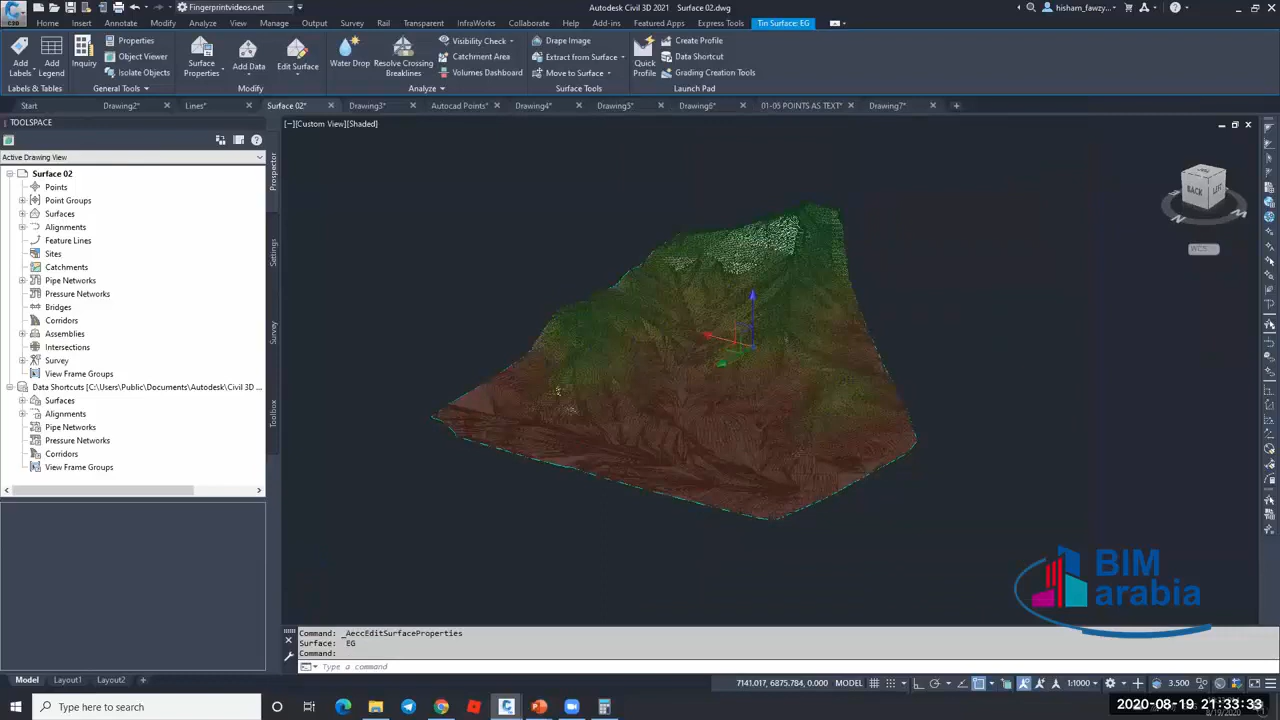 Fingerprintvideos.net
Autodesk Civil 3D 2021 Surface 02.dwg
hisham_fawzy...
Home Insert Annotate Modify Analyze View Manage Output Survey Rail Transparent InfraWorks Collaborate Help Add-ins Featured Apps Express Tools Tin Surface: EG
Add Labels
Add Legend
Inquiry
Properties
Object Viewer
Isolate Objects
Surface Properties
Add Data
Edit Surface
Water Drop
Resolve Crossing Breaklines
Visibility Check
Catchment Area
Volumes Dashboard
Drape Image
Extract from Surface
Move to Surface
Quick Profile
Create Profile
Data Shortcut
Grading Creation Tools
Labels & Tables General Tools Modify Analyze Surface Tools Launch Pad
Start Drawing2* Lines* Surface 02* Drawing3* Autocad Points* Drawing4* Drawing5* Drawing6* 01-05 POINTS AS TEXT* Drawing7*
TOOLSPACE
[−][Custom View][Shaded]
Active Drawing View
Surface 02
Points
Point Groups
Surfaces
Alignments
Feature Lines
Sites
Catchments
Pipe Networks
Pressure Networks
Bridges
Corridors
Assemblies
Intersections
Survey
View Frame Groups
Data Shortcuts [C:\Users\Public\Documents\Autodesk\Civil 3D ...
Surfaces
Alignments
Pipe Networks
Pressure Networks
Corridors
View Frame Groups
Prospector
Settings
Survey
Toolbox
BACK LEFT
WCS
BIM
arabia
Command: _AeccEditSurfaceProperties
Surface: EG
Command:
Type a command
Model Layout1 Layout2
7141.017, 6875.784, 0.000 MODEL 1:1000 3.500
Type here to search
2020-08-19 21:33:33